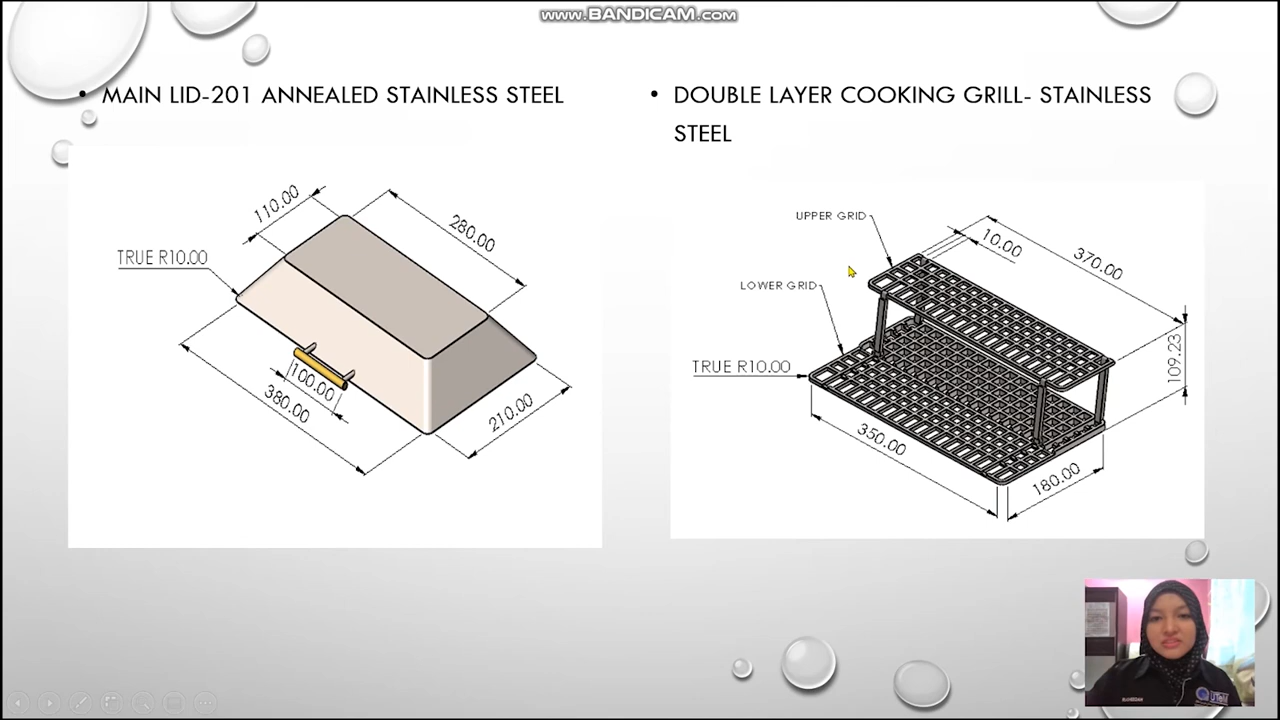 www.BANDICAM.com
• MAIN LID-201 ANNEALED STAINLESS STEEL
110.00
280.00
TRUE R10.00
100.00
380.00
210.00
• DOUBLE LAYER COOKING GRILL- STAINLESS
STEEL
UPPER GRID
10.00
370.00
LOWER GRID
109.23
TRUE R10.00
350.00
180.00